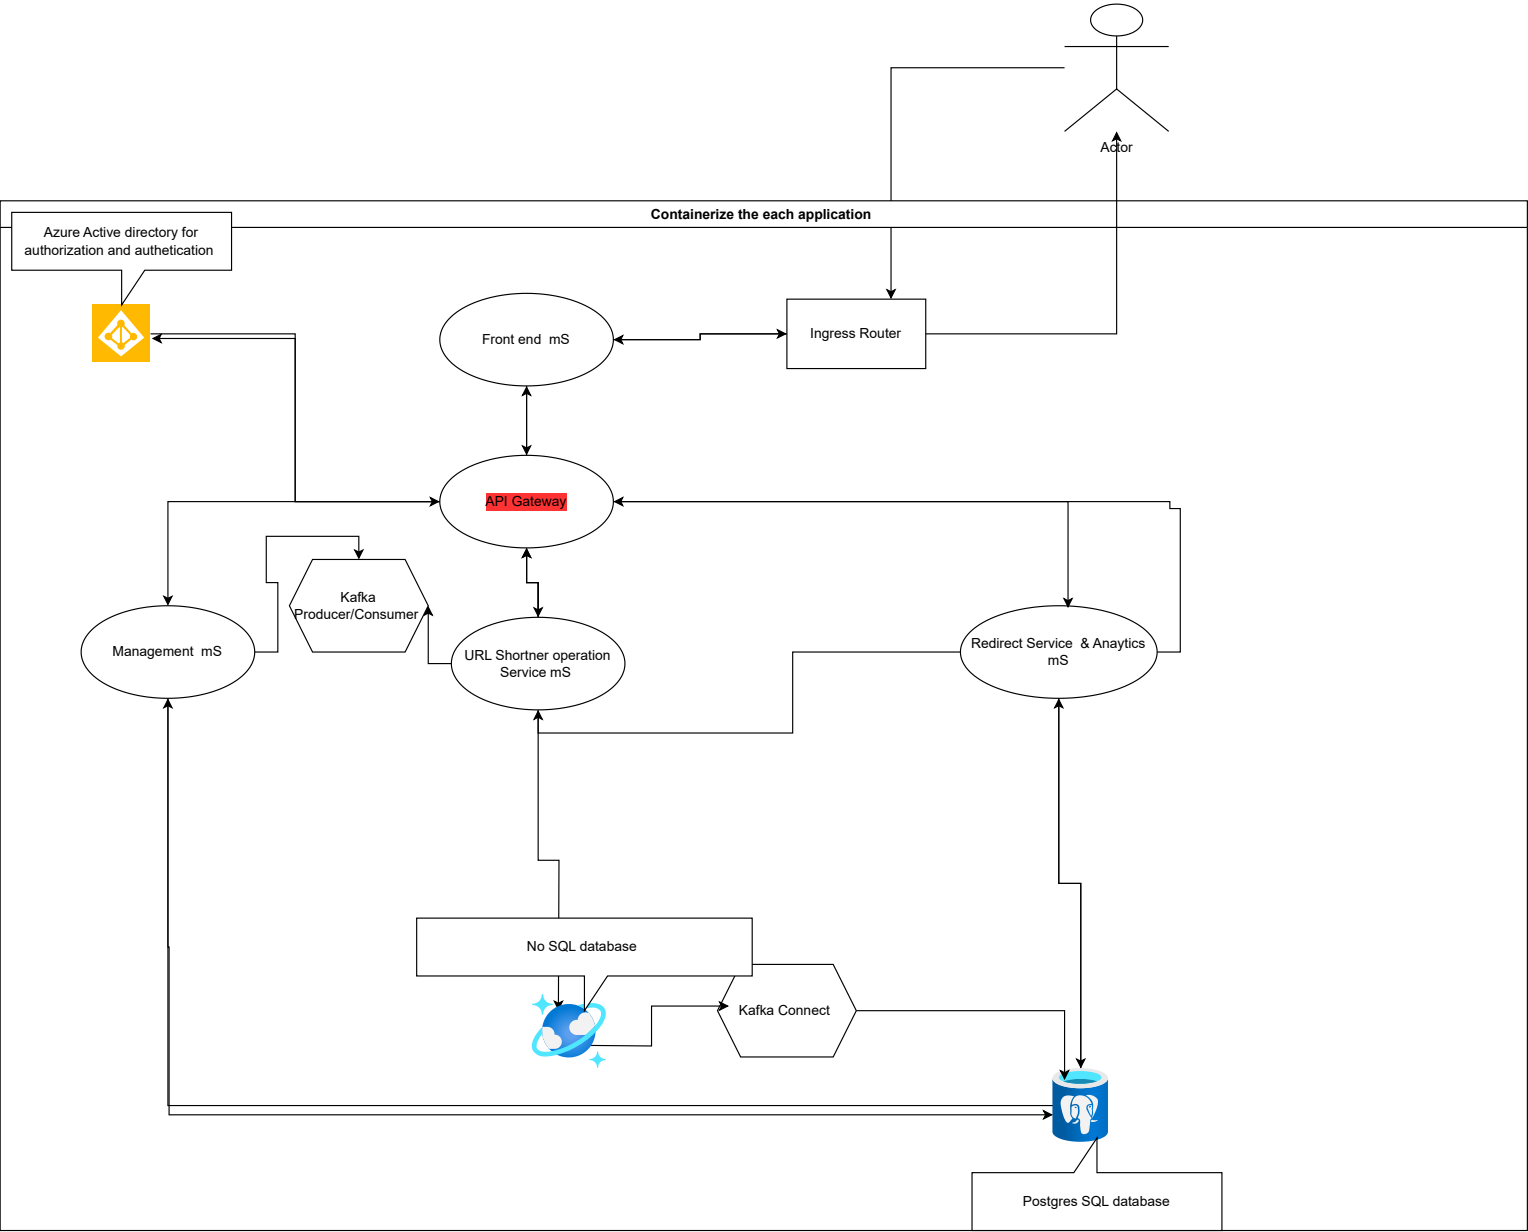 Actor
Containerize the each application
Azure Active directory for
authorization and authetication
Front end  mS
Ingress Router
API Gateway
Kafka
Producer/Consumer
Management  mS
URL Shortner operation
Service mS
Redirect Service  & Anaytics
mS
No SQL database
Kafka Connect
Postgres SQL database